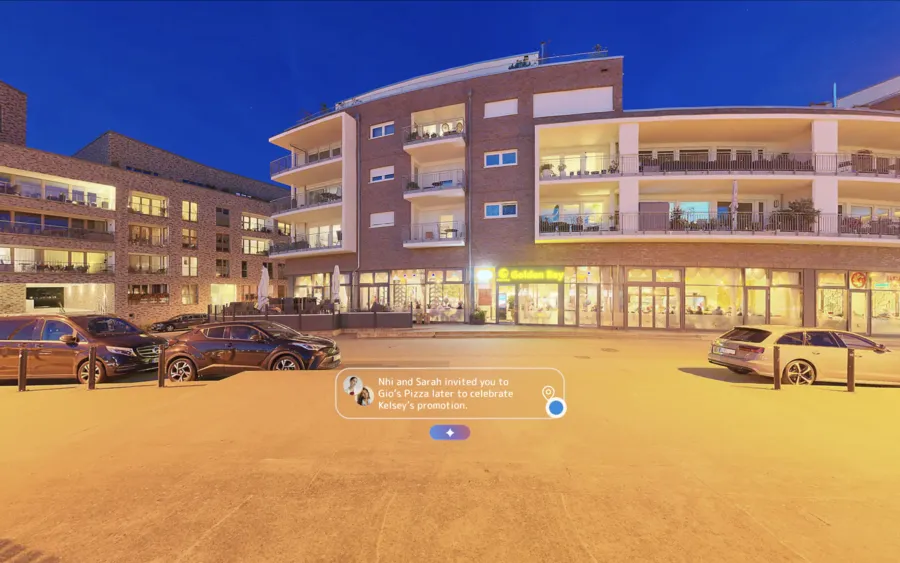 Golden Bay
Nhi and Sarah invited you to
Gio's Pizza later to celebrate
Kelsey's promotion.